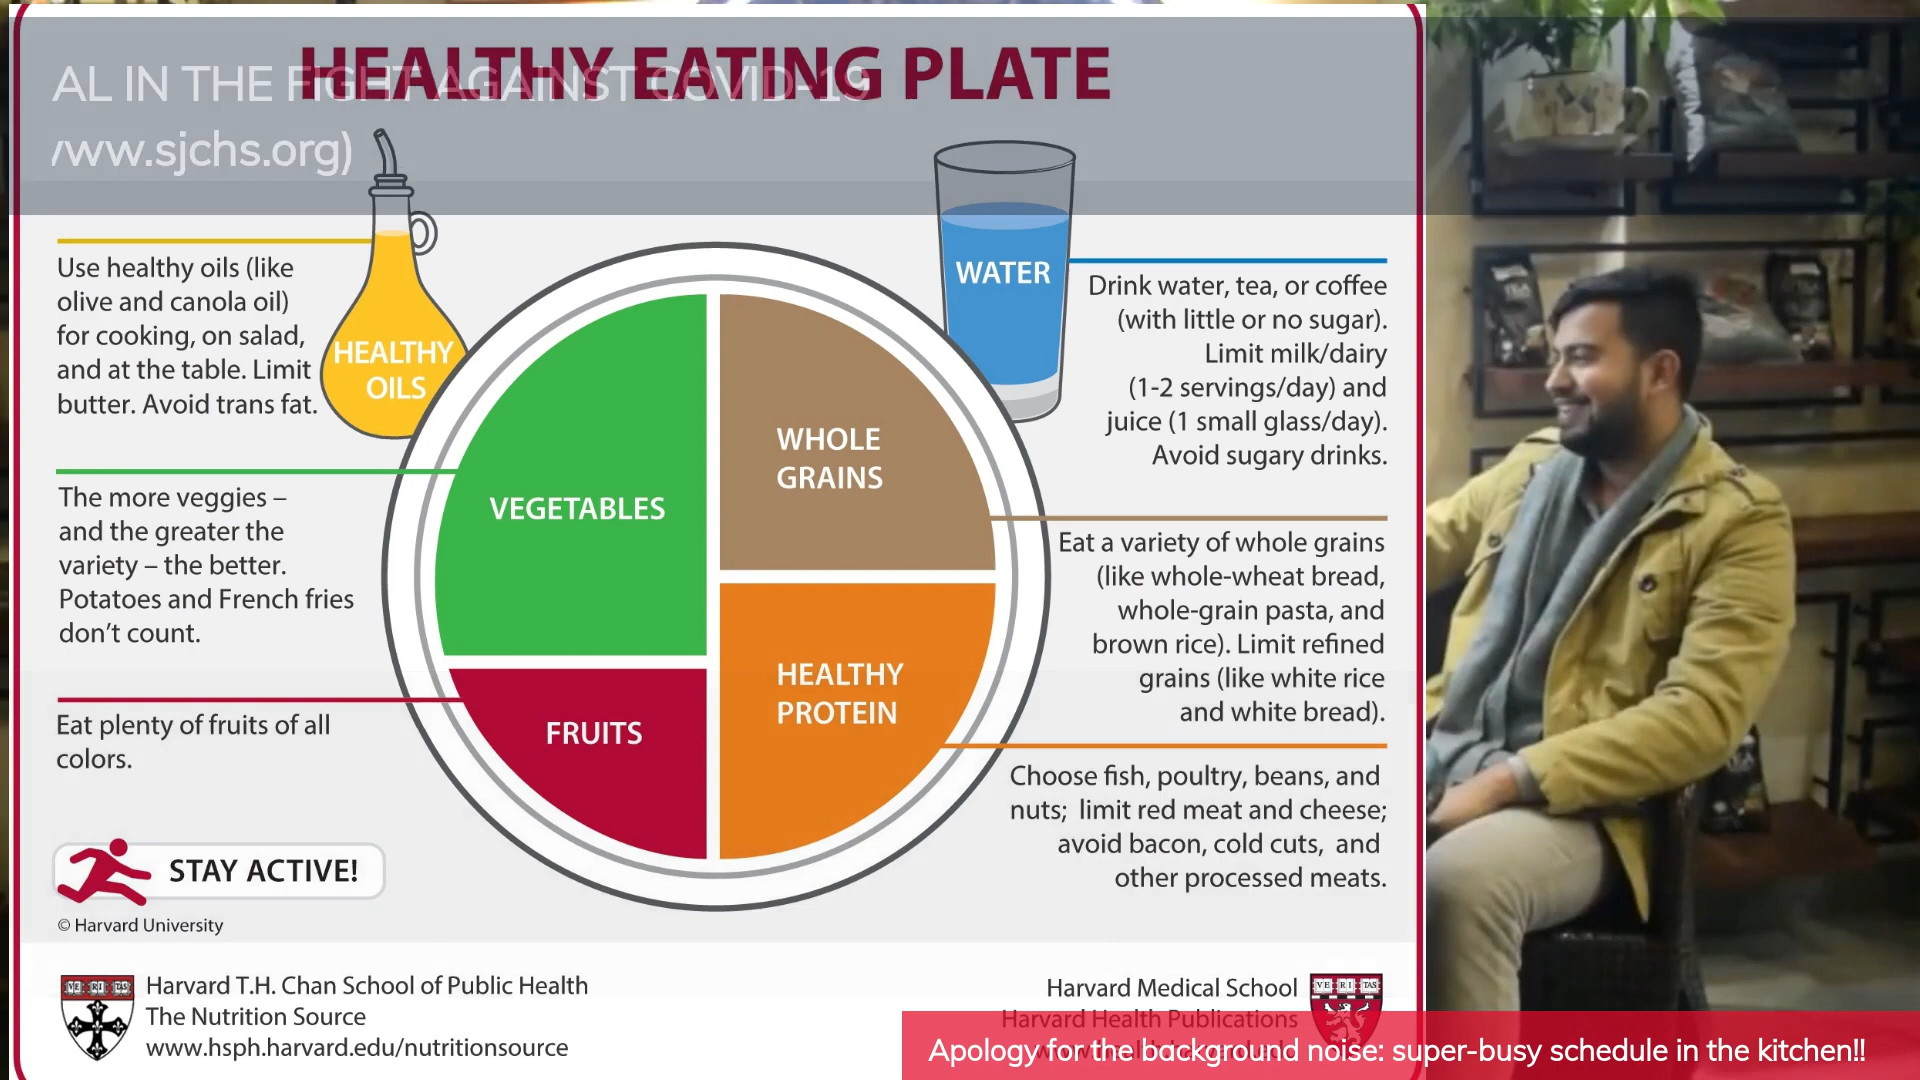 HEALTHY EATING PLATE
AL IN THE FIGHT AGAINST COVID-19
ww.sjchs.org)
Use healthy oils (like
olive and canola oil)
for cooking, on salad,
and at the table. Limit
butter. Avoid trans fat.
HEALTHY
OILS
The more veggies –
and the greater the
variety – the better.
Potatoes and French fries
don't count.
Eat plenty of fruits of all
colors.
VEGETABLES
FRUITS
WHOLE
GRAINS
HEALTHY
PROTEIN
WATER
Drink water, tea, or coffee
(with little or no sugar).
Limit milk/dairy
(1-2 servings/day) and
juice (1 small glass/day).
Avoid sugary drinks.
Eat a variety of whole grains
(like whole-wheat bread,
whole-grain pasta, and
brown rice). Limit refined
grains (like white rice
and white bread).
Choose fish, poultry, beans, and
nuts; limit red meat and cheese;
avoid bacon, cold cuts, and
other processed meats.
STAY ACTIVE!
© Harvard University
VE RI TAS
Harvard T.H. Chan School of Public Health
The Nutrition Source
www.hsph.harvard.edu/nutritionsource
Harvard Medical School
Harvard Health Publications
VE RI TAS
Apology for the background noise: super-busy schedule in the kitchen!!